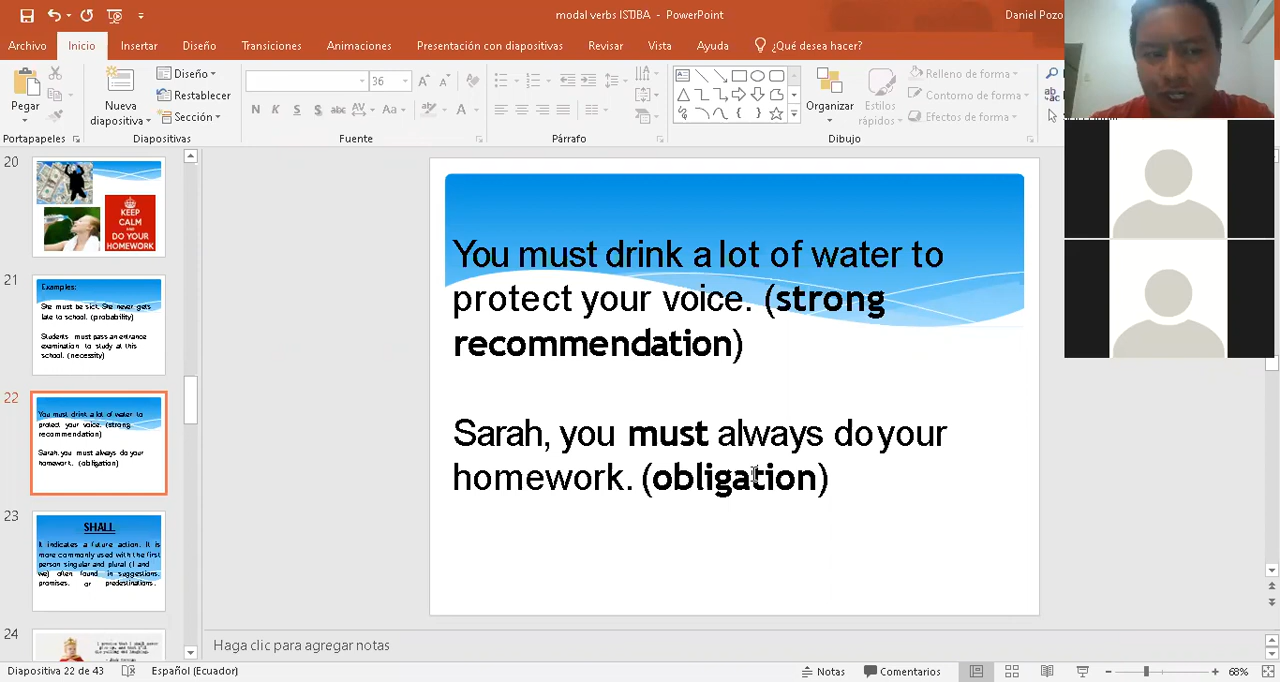 modal verbs ISTJBA - PowerPoint
Daniel Pozo
Archivo Inicio Insertar Diseño Transiciones Animaciones Presentación con diapositivas Revisar Vista Ayuda ¿Qué desea hacer?
Pegar
Nueva diapositiva
Diseño
Restablecer
Sección
36
N K S S abc AV Aa A
Organizar
Estilos rápidos
Relleno de forma
Contorno de forma
Efectos de forma
Portapapeles Diapositivas Fuente Párrafo Dibujo
20
KEEP
CALM
DO YOUR
HOMEWORK
21
Examples:
She must be sick. She never gets
late to school. (probability)
Students must pass an entrance
examination to study at this
school. (necessity)
22
You must drink a lot of water to
protect your voice. (strong
recommendation)
Sarah, you must always do your
homework. (obligation)
23
SHALL
It indicates a future action. It is
more commonly used with the first
person singular and plural (I and
we) often found in suggestions,
promises, or predestinations.
24
You must drink a lot of water to
protect your voice. (strong
recommendation)
Sarah, you must always do your
homework. (obligation)
Haga clic para agregar notas
Diapositiva 22 de 43 Español (Ecuador) Notas Comentarios 68%